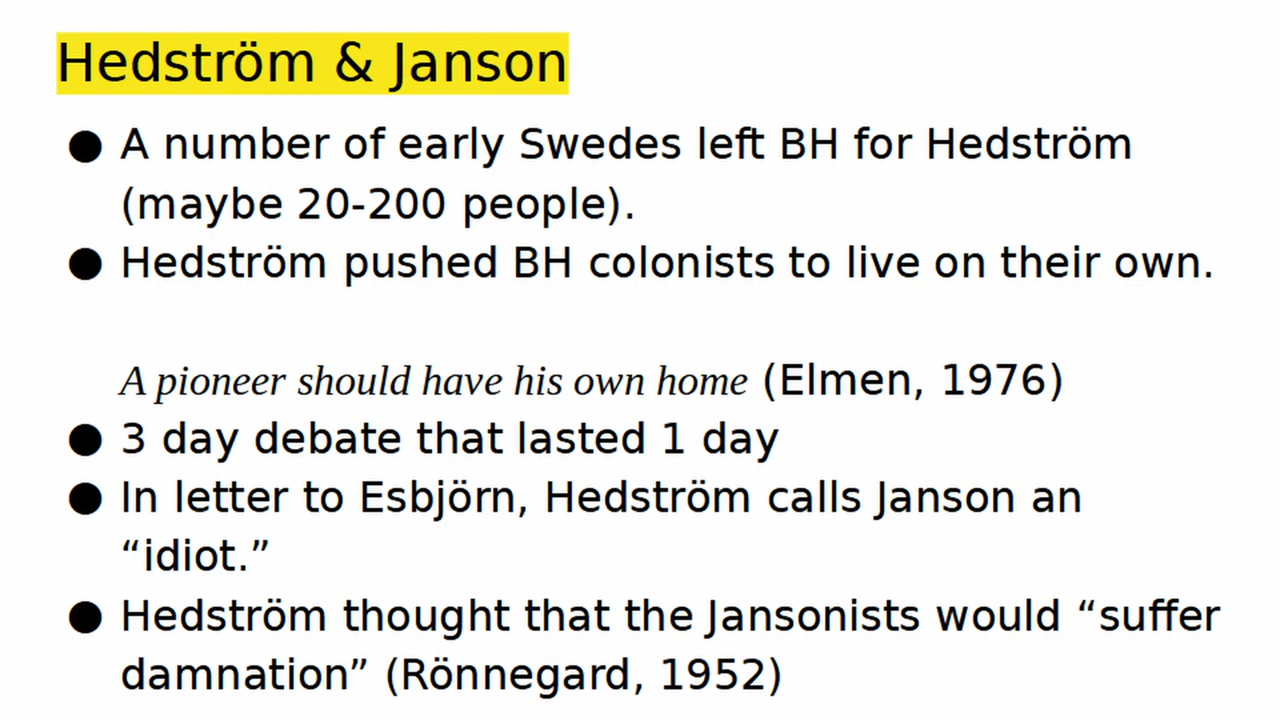 Hedström & Janson
● A number of early Swedes left BH for Hedström
(maybe 20-200 people).
● Hedström pushed BH colonists to live on their own.
A pioneer should have his own home (Elmen, 1976)
● 3 day debate that lasted 1 day
● In letter to Esbjörn, Hedström calls Janson an
“idiot.”
● Hedström thought that the Jansonists would “suffer
damnation” (Rönnegard, 1952)